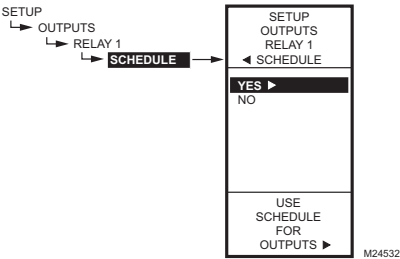 SETUP
OUTPUTS
RELAY 1
SCHEDULE
SETUP
OUTPUTS
RELAY 1
◄ SCHEDULE
YES ►
NO
USE
SCHEDULE
FOR
OUTPUTS ►
M24532